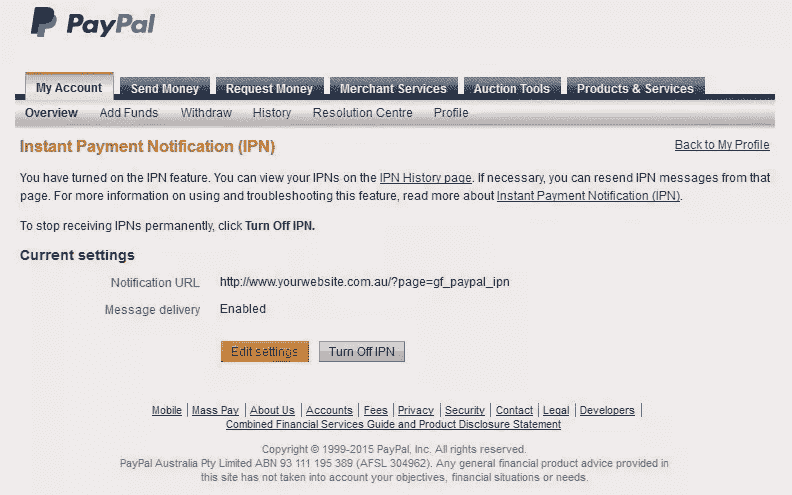 PayPal
My Account Send Money Request Money Merchant Services Auction Tools Products & Services
Overview Add Funds Withdraw History Resolution Centre Profile
Instant Payment Notification (IPN) Back to My Profile
You have turned on the IPN feature. You can view your IPNs on the IPN History page. If necessary, you can resend IPN messages from that
page. For more information on using and troubleshooting this feature, read more about Instant Payment Notification (IPN).
To stop receiving IPNs permanently, click Turn Off IPN.
Current settings
Notification URL http://www.yourwebsite.com.au/?page=gf_paypal_ipn
Message delivery Enabled
Edit settings Turn Off IPN
Mobile | Mass Pay | About Us | Accounts | Fees | Privacy | Security | Contact | Legal | Developers |
Combined Financial Services Guide and Product Disclosure Statement
Copyright © 1999-2015 PayPal, Inc. All rights reserved.
PayPal Australia Pty Limited ABN 93 111 195 389 (AFSL 304962). Any general financial product advice provided in
this site has not taken into account your objectives, financial situations or needs.